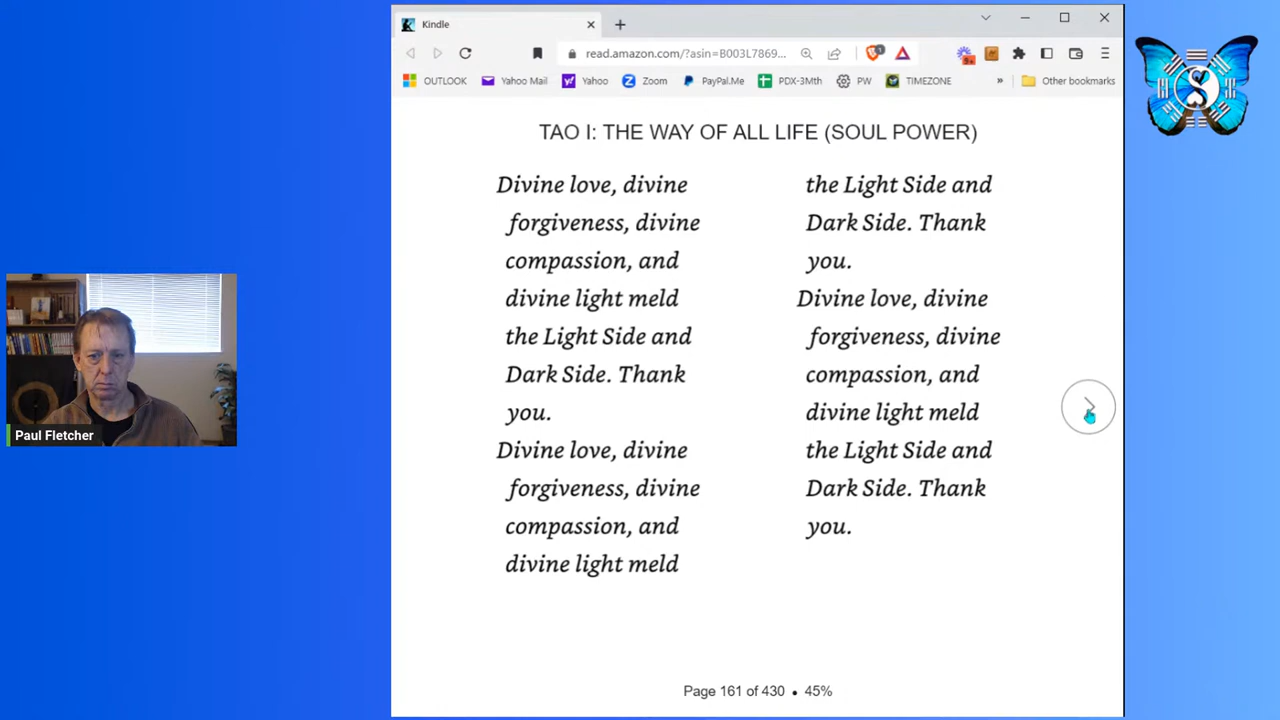 Kindle
read.amazon.com/?asin=B003L7869...
OUTLOOK
Yahoo Mail
Yahoo
Zoom
PayPal.Me
PDX-3Mth
PW
TIMEZONE
»
Other bookmarks
TAO I: THE WAY OF ALL LIFE (SOUL POWER)
Divine love, divine
forgiveness, divine
compassion, and
divine light meld
the Light Side and
Dark Side. Thank
you.
Divine love, divine
forgiveness, divine
compassion, and
divine light meld
the Light Side and
Dark Side. Thank
you.
Divine love, divine
forgiveness, divine
compassion, and
divine light meld
the Light Side and
Dark Side. Thank
you.
Page 161 of 430 • 45%
Paul Fletcher